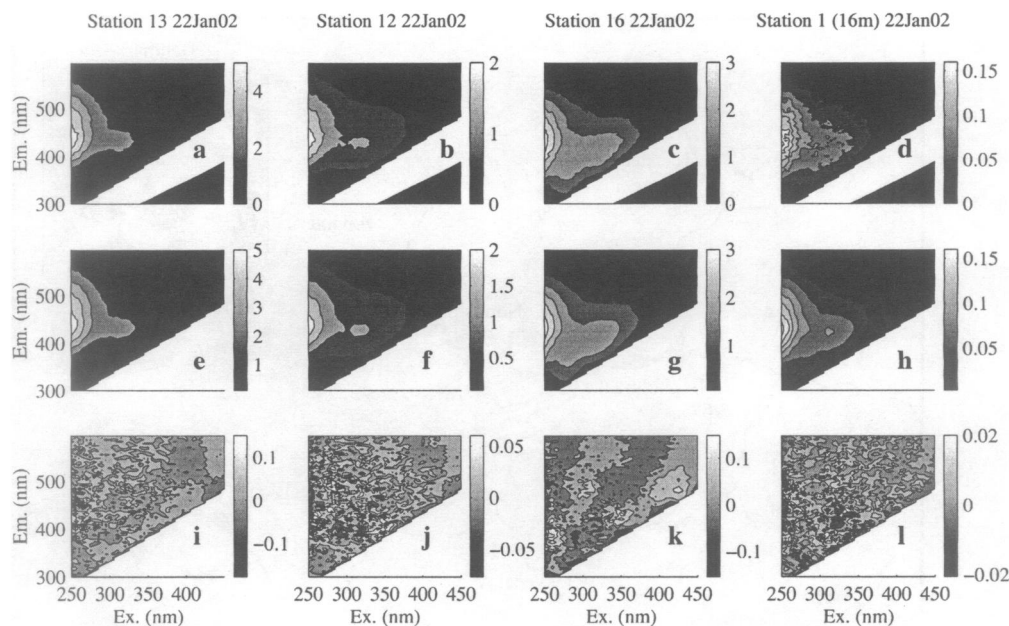 Station 13 22Jan02 Station 12 22Jan02 Station 16 22Jan02 Station 1 (16m) 22Jan02
Em. (nm)
500
400
300
a
4
2
0
b
2
1
0
c
3
2
1
0
d
0.15
0.1
0.05
0
Em. (nm)
500
400
300
e
5
4
3
2
1
f
2
1.5
1
0.5
g
3
2
1
h
0.15
0.1
0.05
Em. (nm)
500
400
300
i
0.1
0
−0.1
j
0.05
0
−0.05
k
0.1
0
−0.1
l
0.02
0
−0.02
250 300 350 400 450 250 300 350 400 450 250 300 350 400 450 250 300 350 400 450
Ex. (nm) Ex. (nm) Ex. (nm) Ex. (nm)